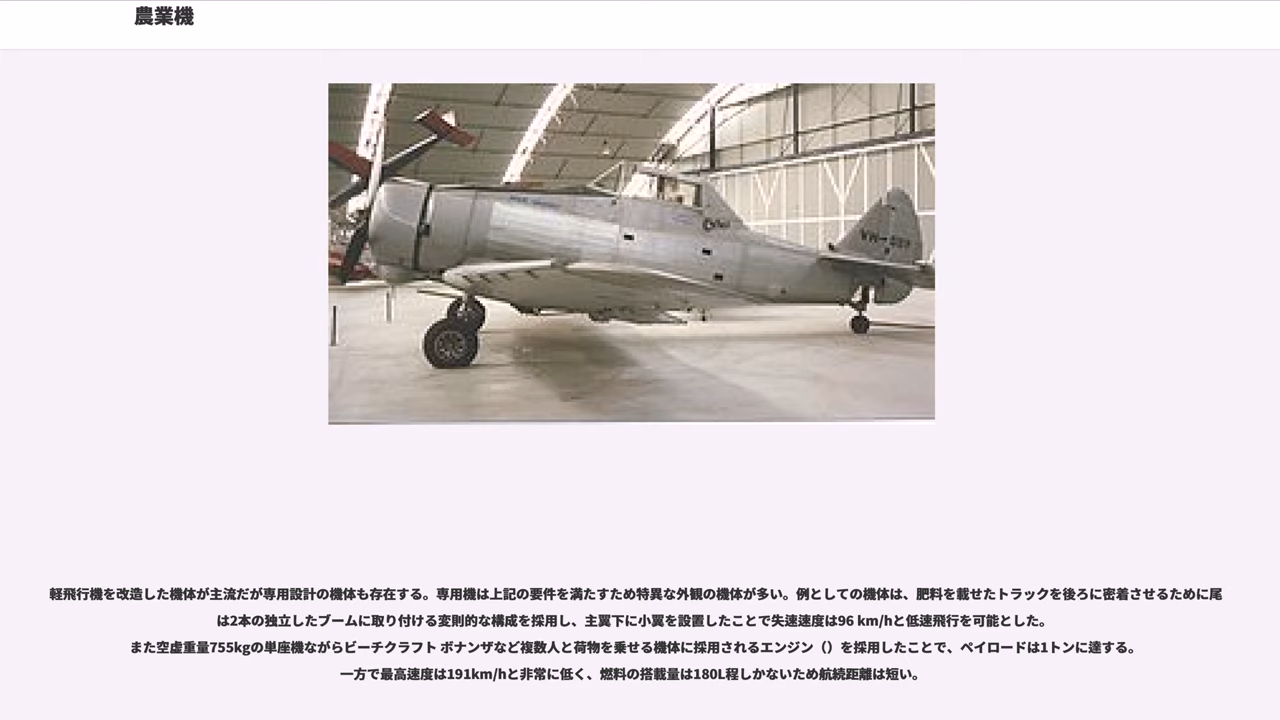 農業機
VH-
軽飛行機を改造した機体が主流だが専用設計の機体も存在する。専用機は上記の要件を満たすため特異な外観の機体が多い。例としての機体は、肥料を載せたトラックを後ろに密着させるために尾
は2本の独立したブームに取り付ける変則的な構成を採用し、主翼下に小翼を設置したことで失速速度は96 km/hと低速飛行を可能とした。
また空虚重量755kgの単座機ながらビーチクラフト ボナンザなど複数人と荷物を乗せる機体に採用されるエンジン（）を採用したことで、ペイロードは1トンに達する。
一方で最高速度は191km/hと非常に低く、燃料の搭載量は180L程しかないため航続距離は短い。